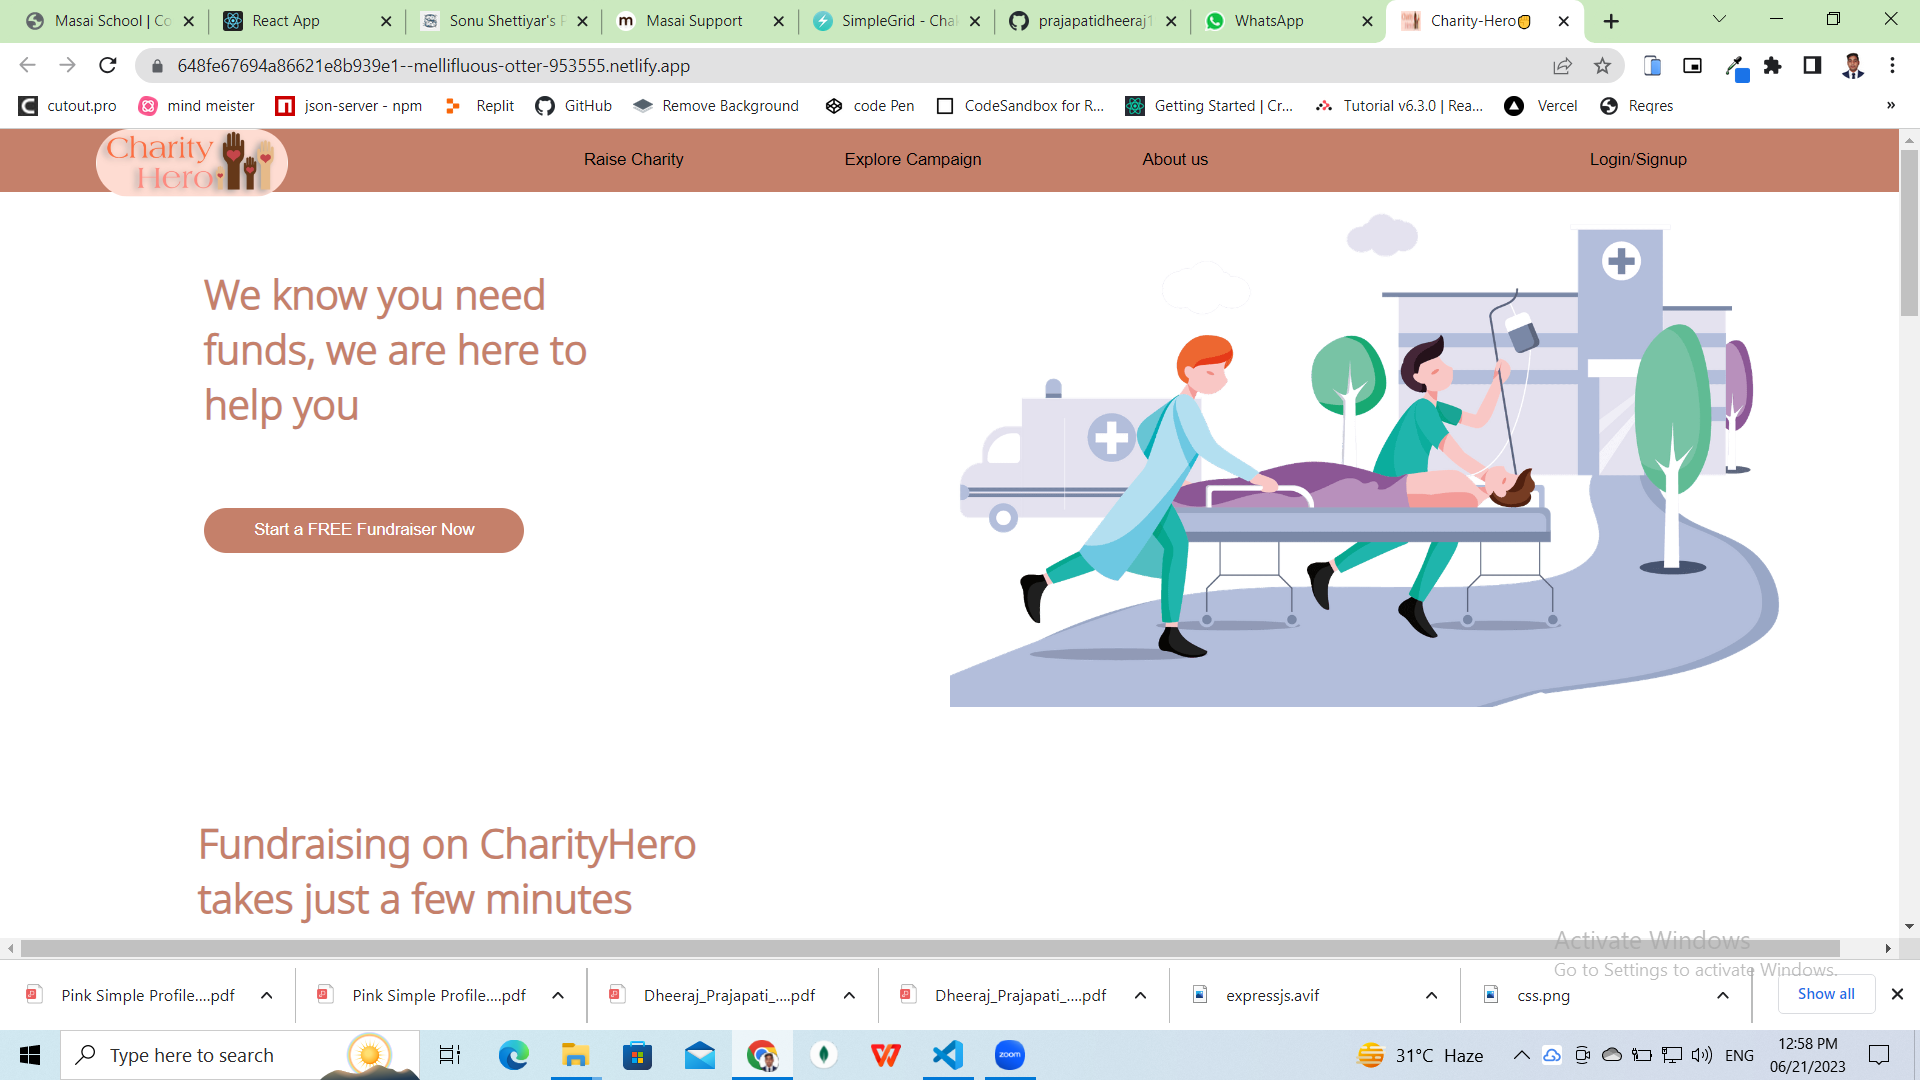 Masai School | Co
React App
Sonu Shettiyar's P
Masai Support
SimpleGrid - Cha
prajapatidheeraj1
WhatsApp
Charity-Hero
648fe67694a86621e8b939e1--mellifluous-otter-953555.netlify.app
cutout.pro
mind meister
json-server - npm
Replit
GitHub
Remove Background
code Pen
CodeSandbox for R...
Getting Started | Cr...
Tutorial v6.3.0 | Rea...
Vercel
Reqres
»
Charity
Hero
Raise Charity
Explore Campaign
About us
Login/Signup
We know you need
funds, we are here to
help you
Start a FREE Fundraiser Now
Fundraising on CharityHero
takes just a few minutes
Activate Windows
Go to Settings to activate Windows.
Pink Simple Profile....pdf
Pink Simple Profile....pdf
Dheeraj_Prajapati_....pdf
Dheeraj_Prajapati_....pdf
expressjs.avif
css.png
Show all
Type here to search
zoom
31°C Haze
ENG
12:58 PM
06/21/2023